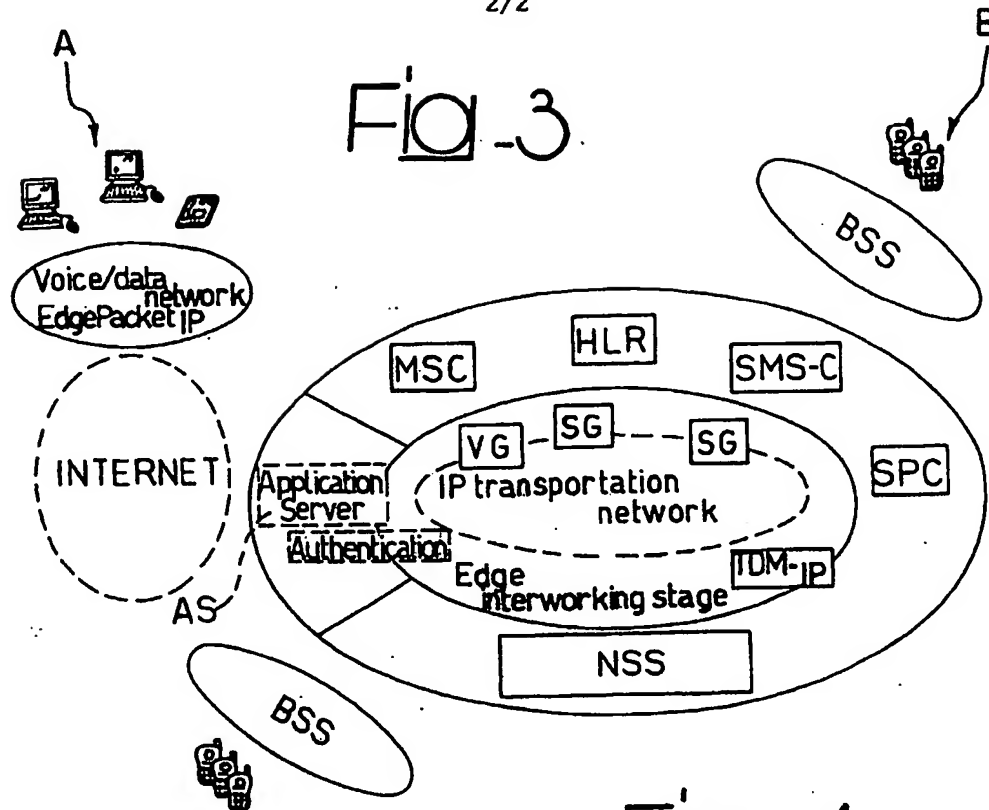 2/2
A
B
Fig-3
BSS
Voice/data
network
EdgePacket IP
MSC
HLR
SMS-C
VG
SG
SG
SPC
INTERNET
Application
Server
IP transportation
network
Authentication
TDM-IP
Edge
interworking stage
AS
NSS
BSS